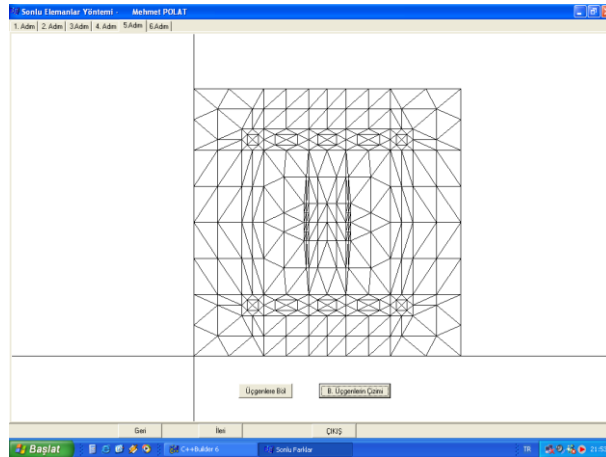 Sonlu Elemanlar Yöntemi - Mehmet POLAT
1. Adım 2. Adım 3.Adım 4. Adım 5.Adım 6.Adım
Üçgenlere Böl
B. Üçgenlerin Çizimi
Geri İleri ÇIKIŞ
Başlat C++Builder 6 Sonlu Farklar TR